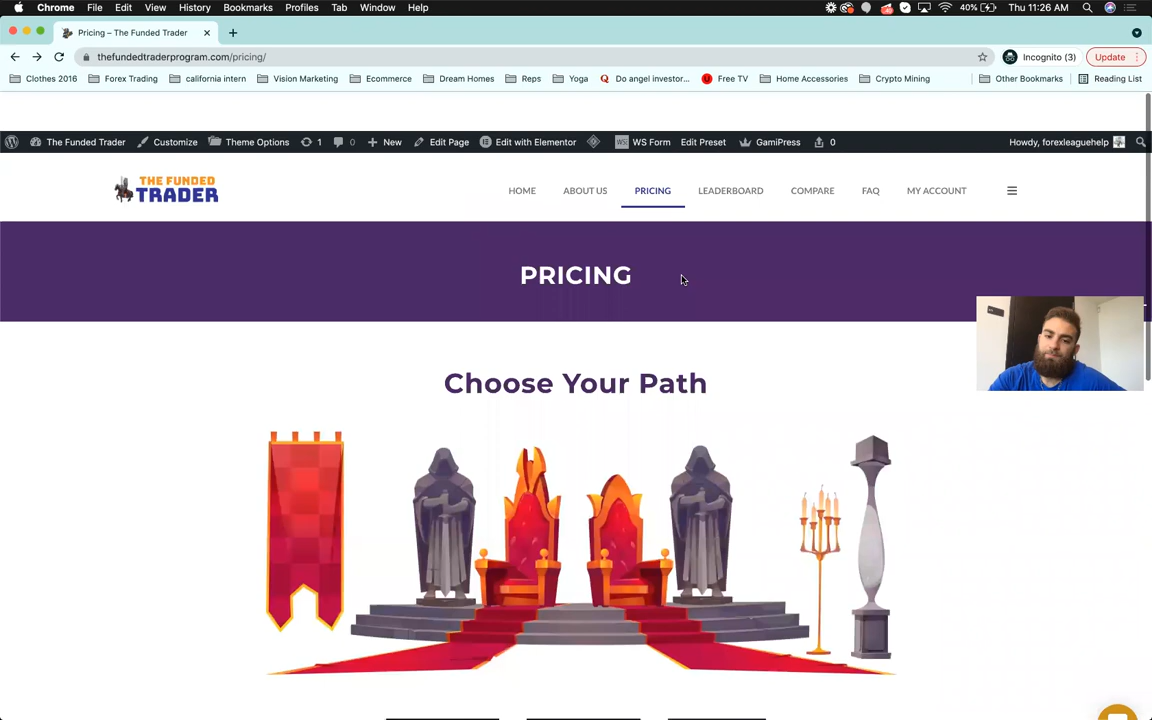 Chrome File Edit View History Bookmarks Profiles Tab Window Help 40% Thu 11:26 AM
Pricing – The Funded Trader
thefundedtraderprogram.com/pricing/ Incognito (3) Update
Clothes 2016 Forex Trading california intern Vision Marketing Ecommerce Dream Homes Reps Yoga Do angel investor... Free TV Home Accessories Crypto Mining Other Bookmarks Reading List
The Funded Trader Customize Theme Options 1 0 New Edit Page Edit with Elementor WS Form Edit Preset GamiPress 0 Howdy, forexleaguehelp
THE FUNDED
TRADER
HOME ABOUT US PRICING LEADERBOARD COMPARE FAQ MY ACCOUNT
PRICING
Choose Your Path